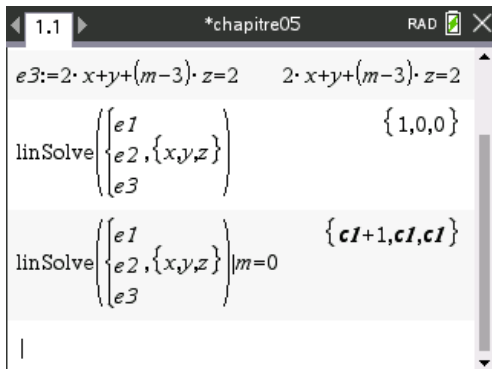 1.1 *chapitre05 RAD
e3:=2·x+y+(m−3)·z=2 2·x+y+(m−3)·z=2
linSolve({e1 e2 e3,{x,y,z}) {1,0,0}
linSolve({e1 e2 e3,{x,y,z})|m=0 {c1+1,c1,c1}